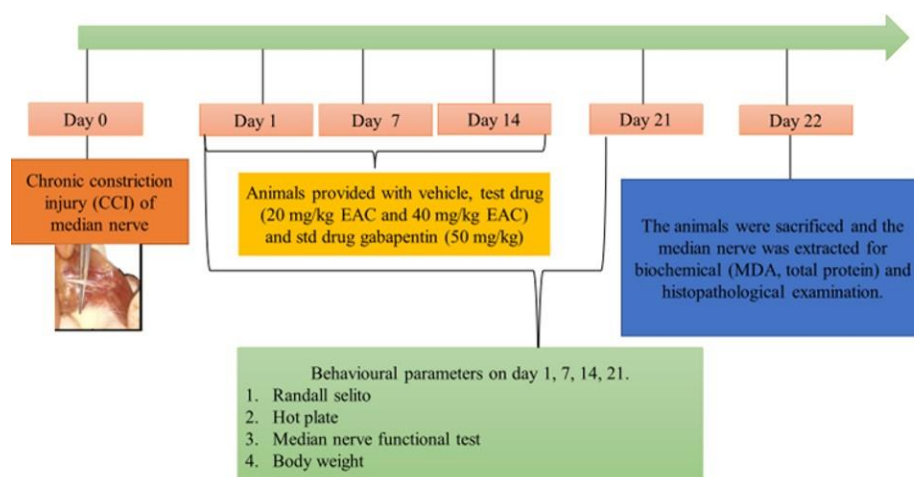 Day 0
Day 1
Day 7
Day 14
Day 21
Day 22
Chronic constriction
injury (CCI) of
median nerve
Animals provided with vehicle, test drug
(20 mg/kg EAC and 40 mg/kg EAC)
and std drug gabapentin (50 mg/kg)
The animals were sacrificed and the
median nerve was extracted for
biochemical (MDA, total protein) and
histopathological examination.
Behavioural parameters on day 1, 7, 14, 21.
1. Randall selito
2. Hot plate
3. Median nerve functional test
4. Body weight